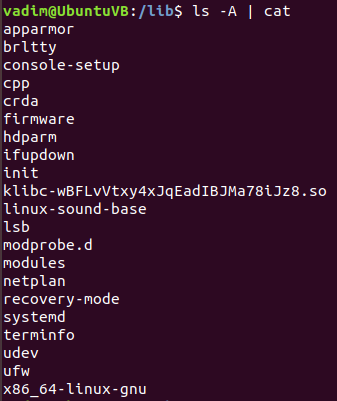 vadim@UbuntuVB:/lib$ ls -A | cat
apparmor
brltty
console-setup
cpp
crda
firmware
hdparm
ifupdown
init
klibc-wBFLvVtxy4xJqEadIBJMa78iJz8.so
linux-sound-base
lsb
modprobe.d
modules
netplan
recovery-mode
systemd
terminfo
udev
ufw
x86_64-linux-gnu